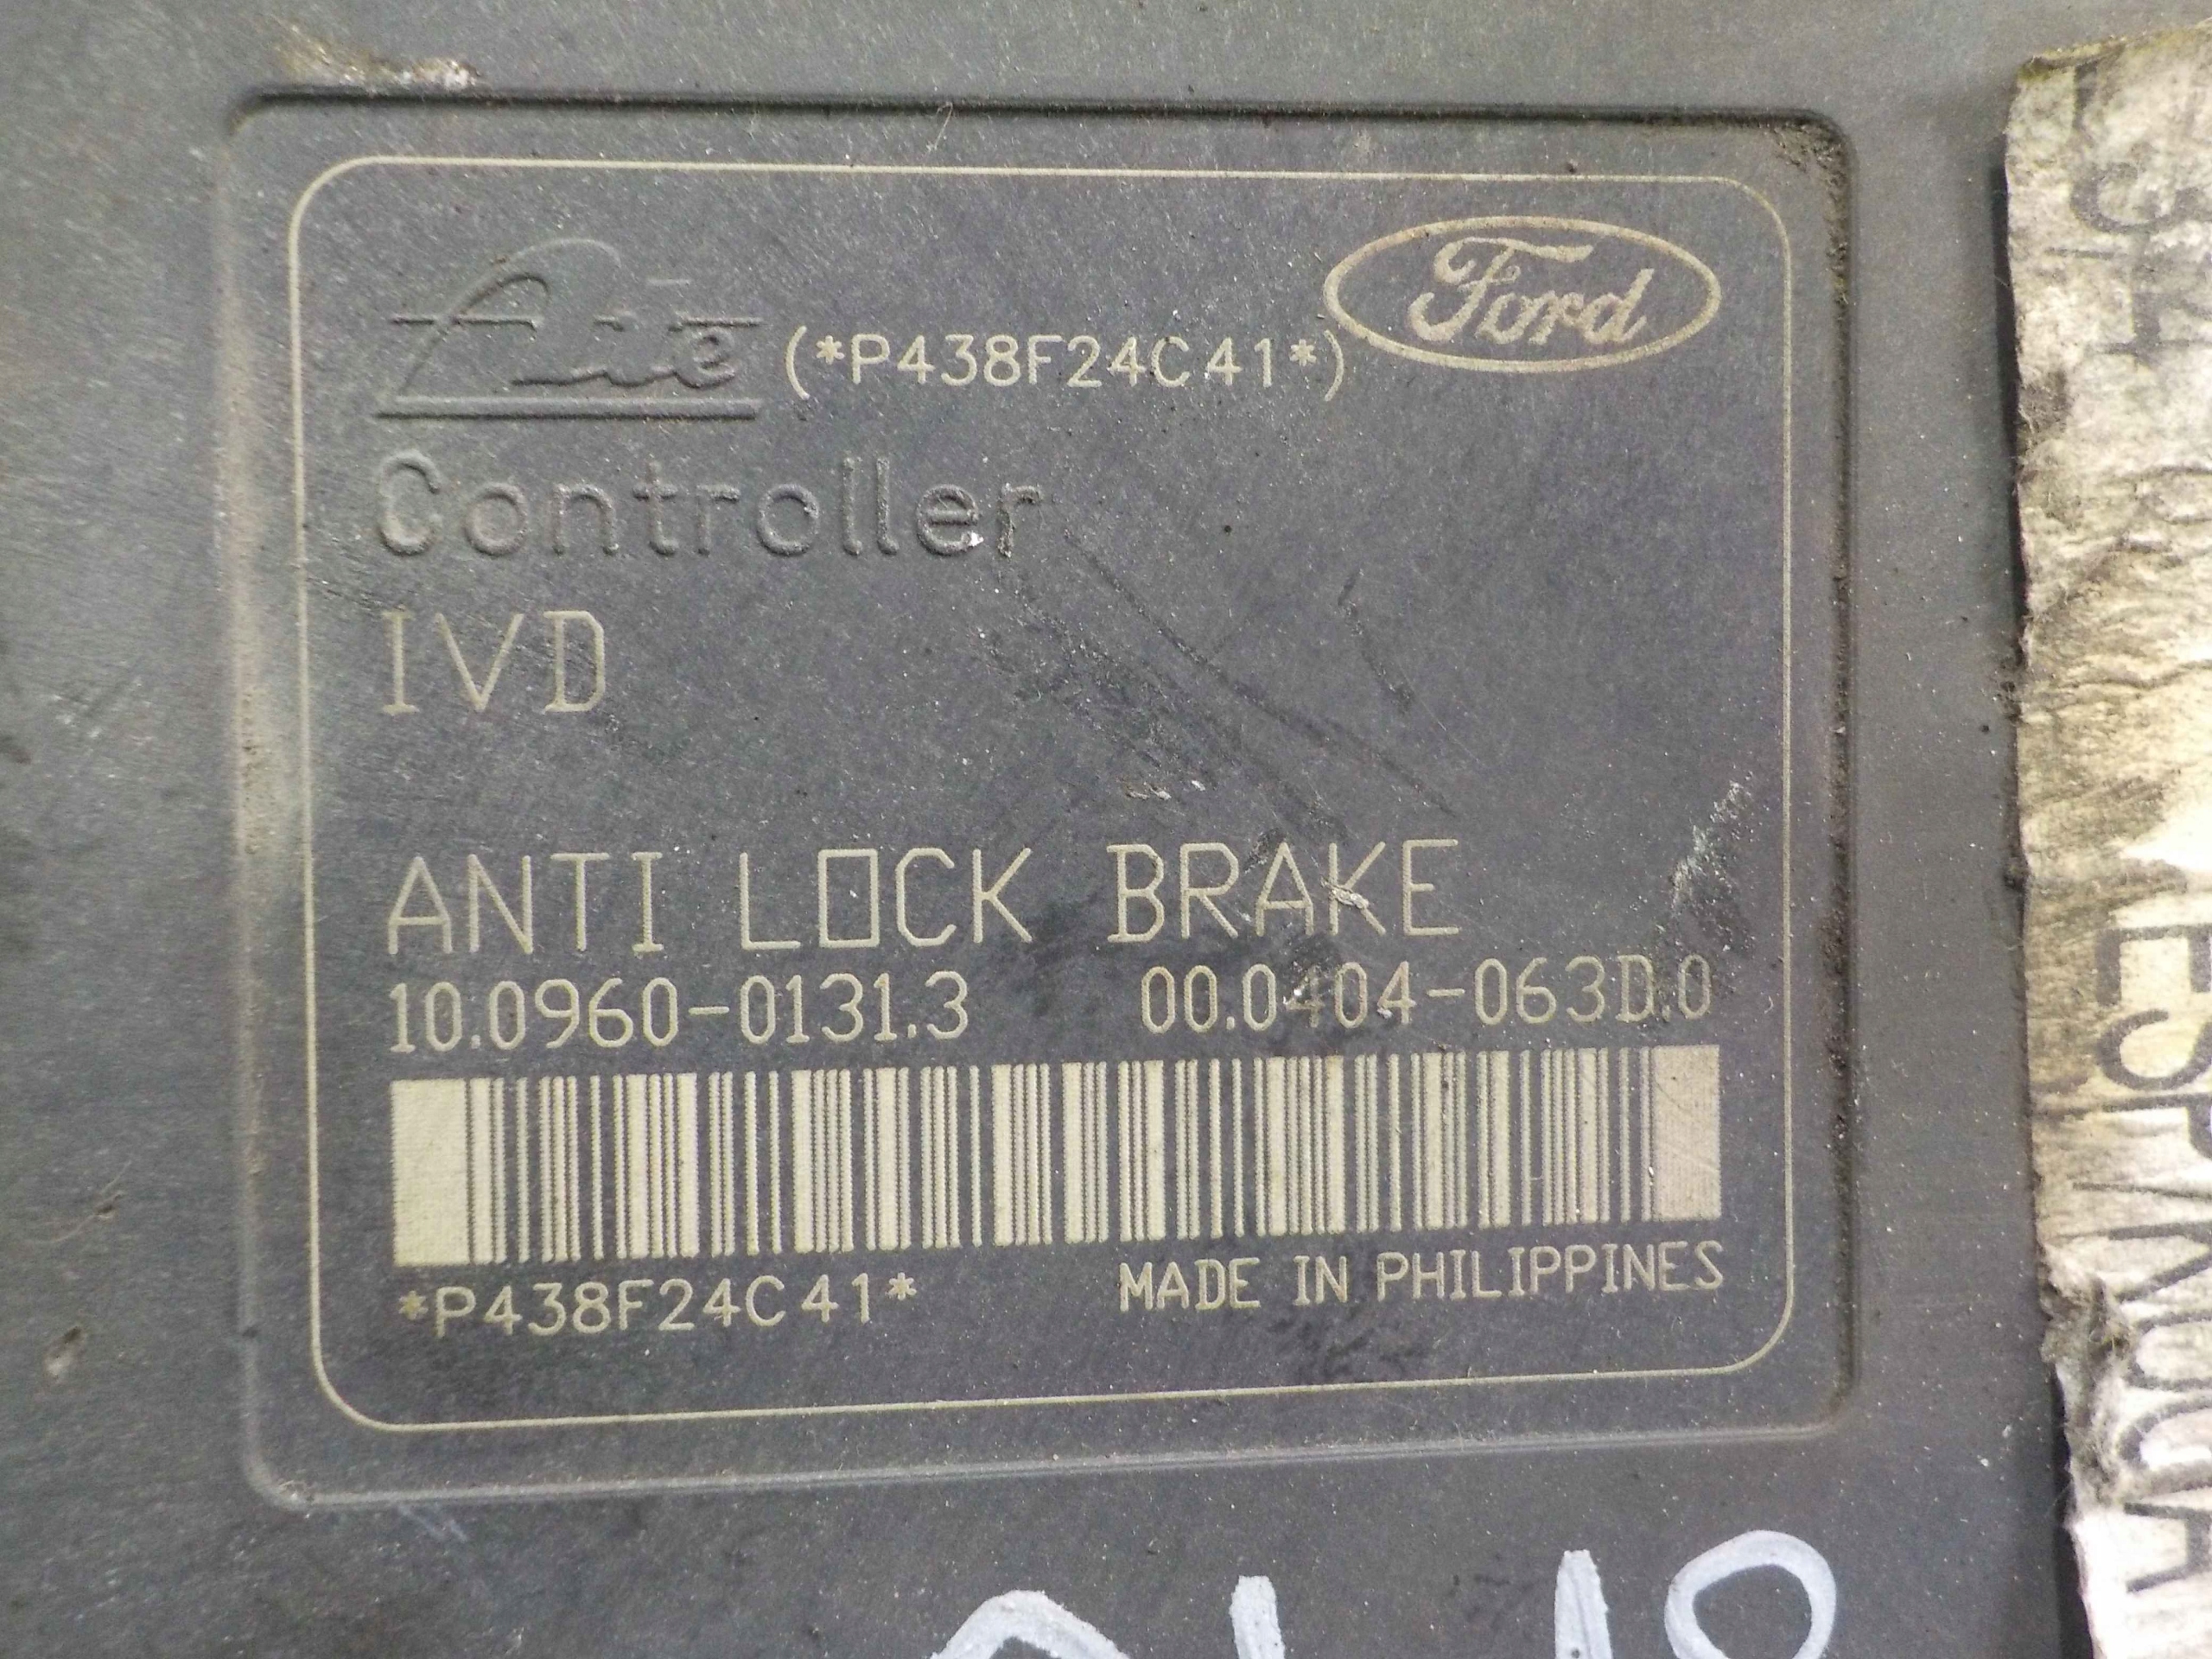 Ate (*P438F24C41*) Ford
Controller
IVD
ANTI LOCK BRAKE
10.0960-0131.3 00.0404-063D.0
*P438F24C41* MADE IN PHILIPPINES